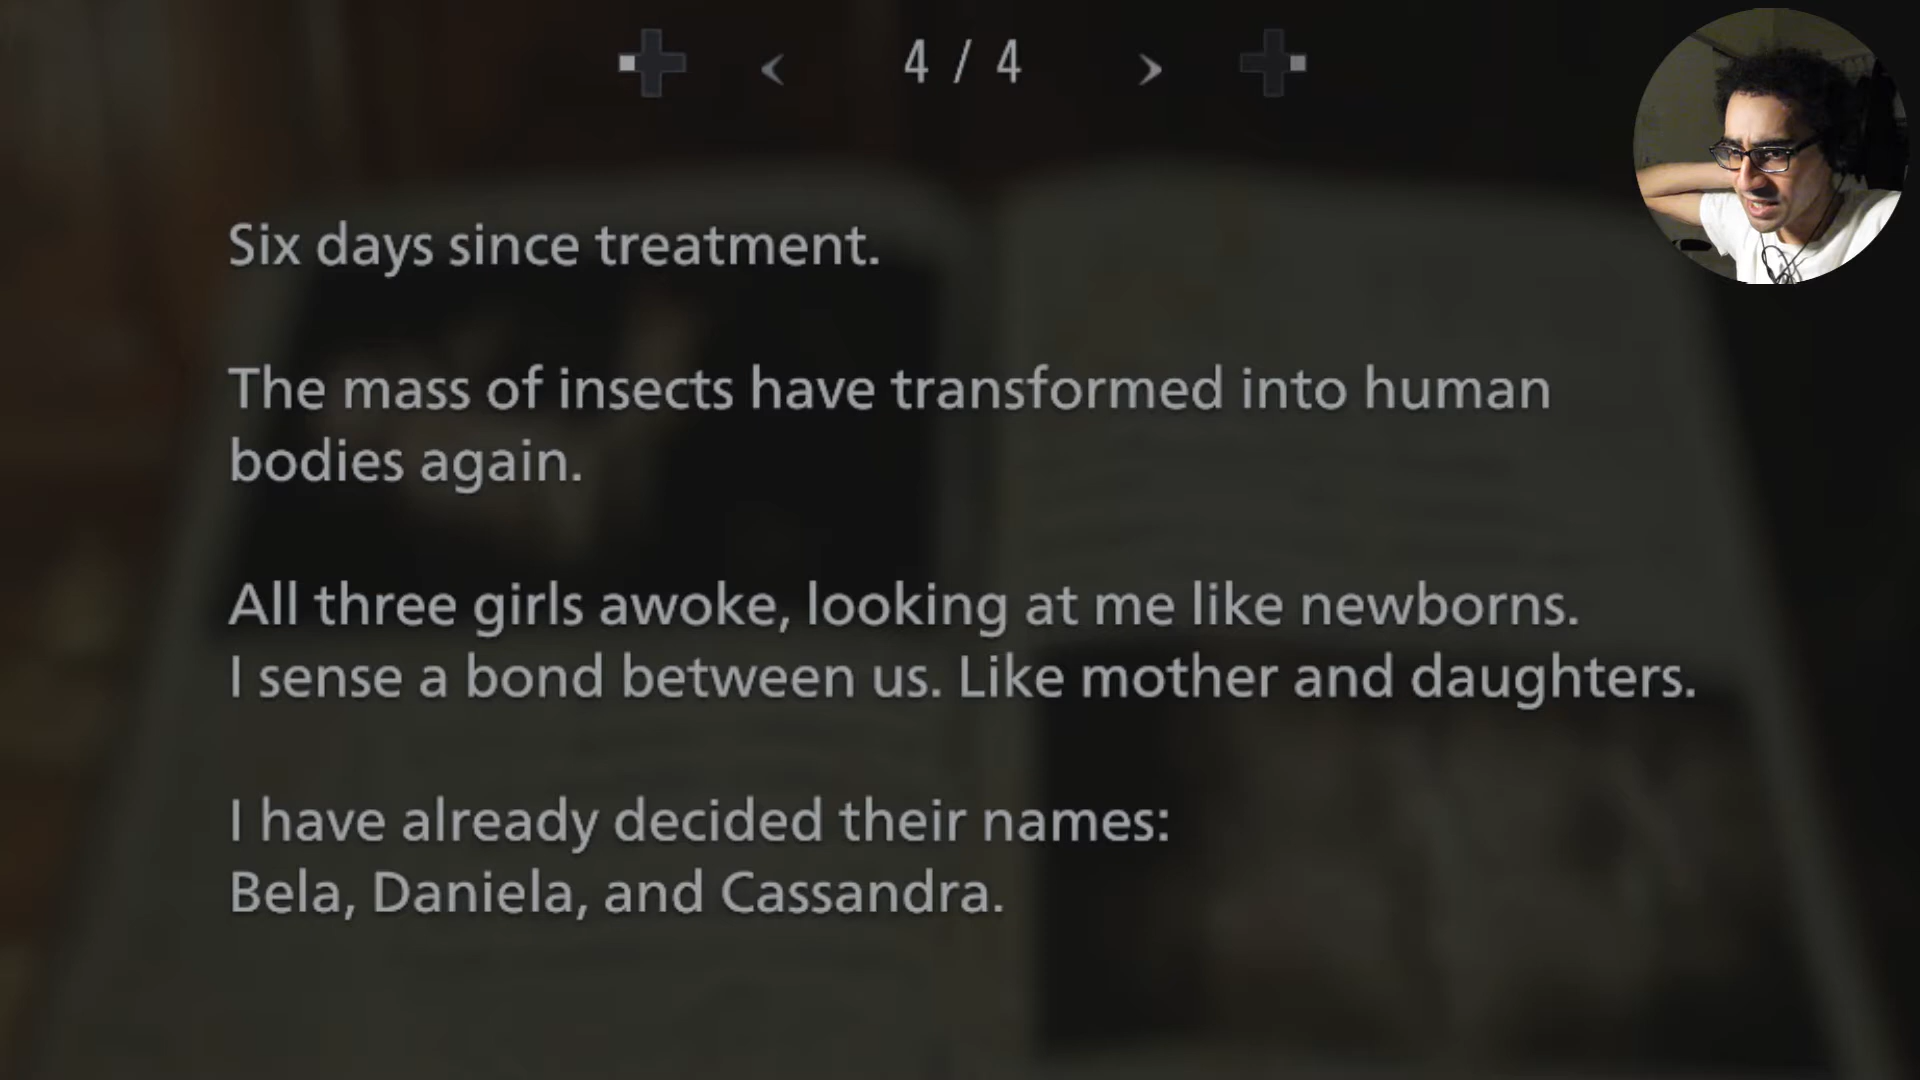 4 / 4
Six days since treatment.
The mass of insects have transformed into human
bodies again.
All three girls awoke, looking at me like newborns.
I sense a bond between us. Like mother and daughters.
I have already decided their names:
Bela, Daniela, and Cassandra.